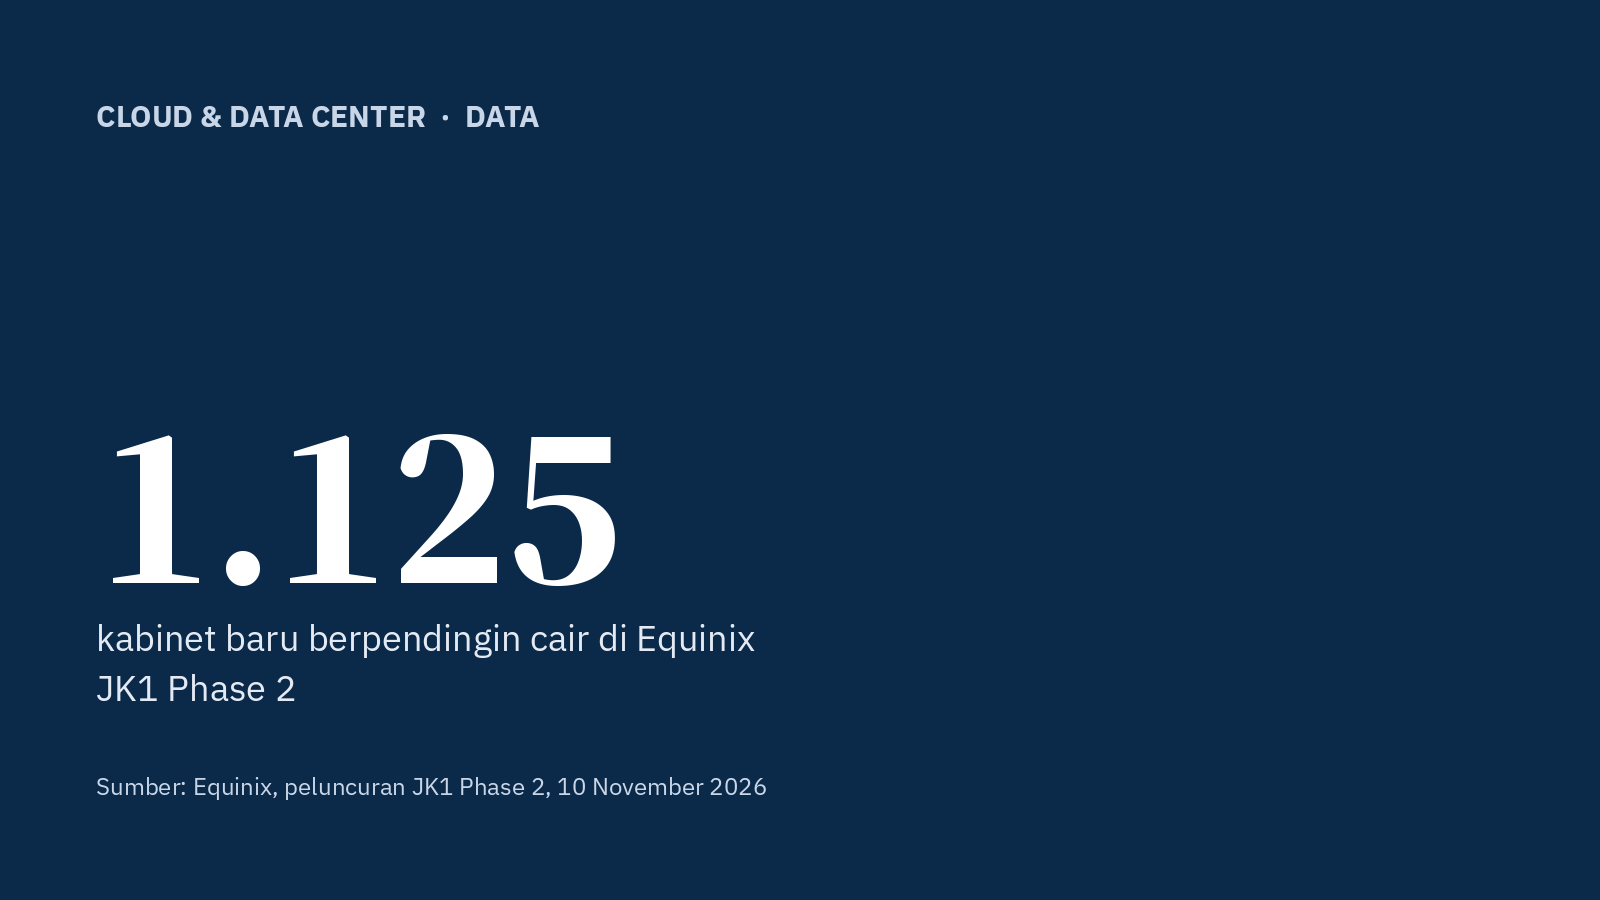 CLOUD & DATA CENTER · DATA
1.125
kabinet baru berpendingin cair di Equinix
JK1 Phase 2
Sumber: Equinix, peluncuran JK1 Phase 2, 10 November 2026